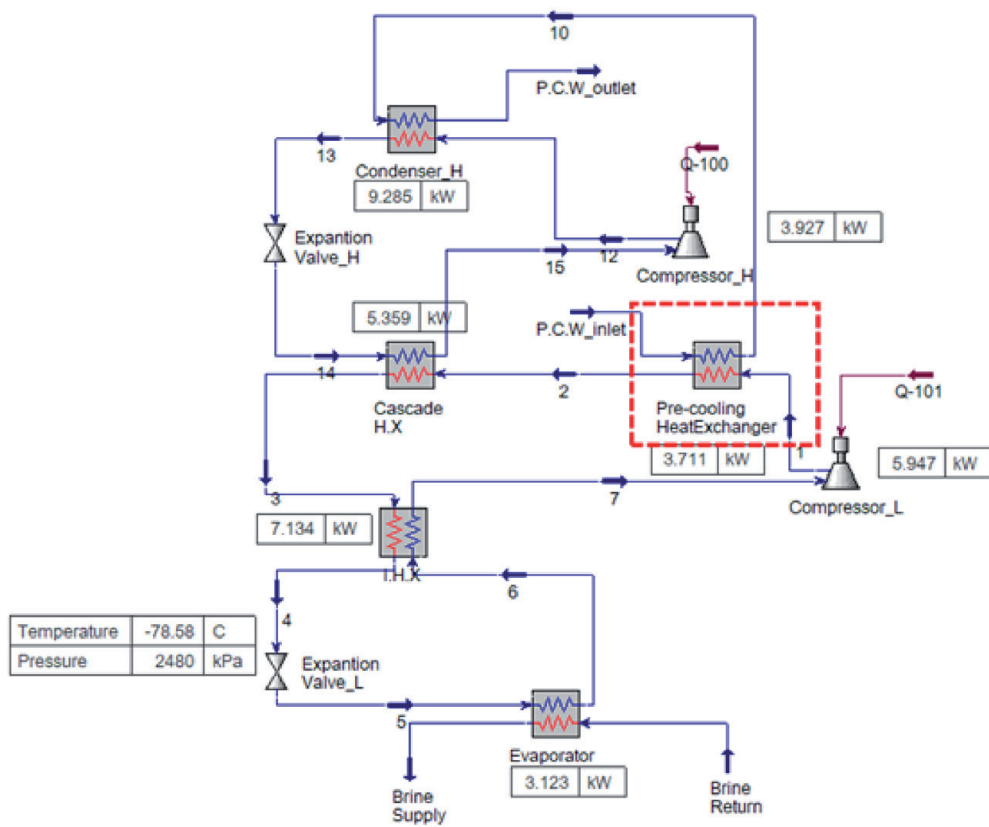 10
P.C.W_outlet
13
Condenser_H
9.285 kW
Q-100
3.927 kW
Expantion
Valve_H
15
12
Compressor_H
5.359 kW
P.C.W_inlet
14
2
Cascade
H.X
Pre-cooling
HeatExchanger
1
Q-101
3.711 kW
5.947 kW
Compressor_L
3
7
7.134 kW
I.H.X
6
4
Temperature -78.58 C
Pressure 2480 kPa
Expantion
Valve_L
5
Evaporator
3.123 kW
Brine
Supply
Brine
Return